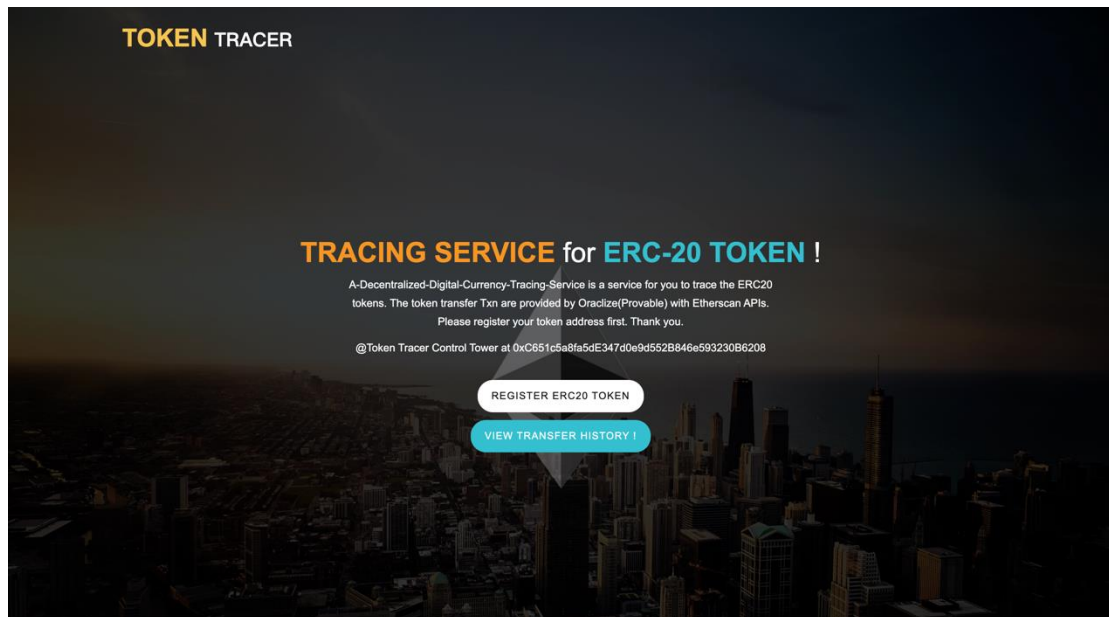 TOKEN TRACER
TRACING SERVICE for ERC-20 TOKEN !
A-Decentralized-Digital-Currency-Tracing-Service is a service for you to trace the ERC20
tokens. The token transfer Txn are provided by Oraclize(Provable) with Etherscan APIs.
Please register your token address first. Thank you.
@Token Tracer Control Tower at 0xC651c5a8fa5dE347d0e9d552B846e593230B6208
REGISTER ERC20 TOKEN
VIEW TRANSFER HISTORY !